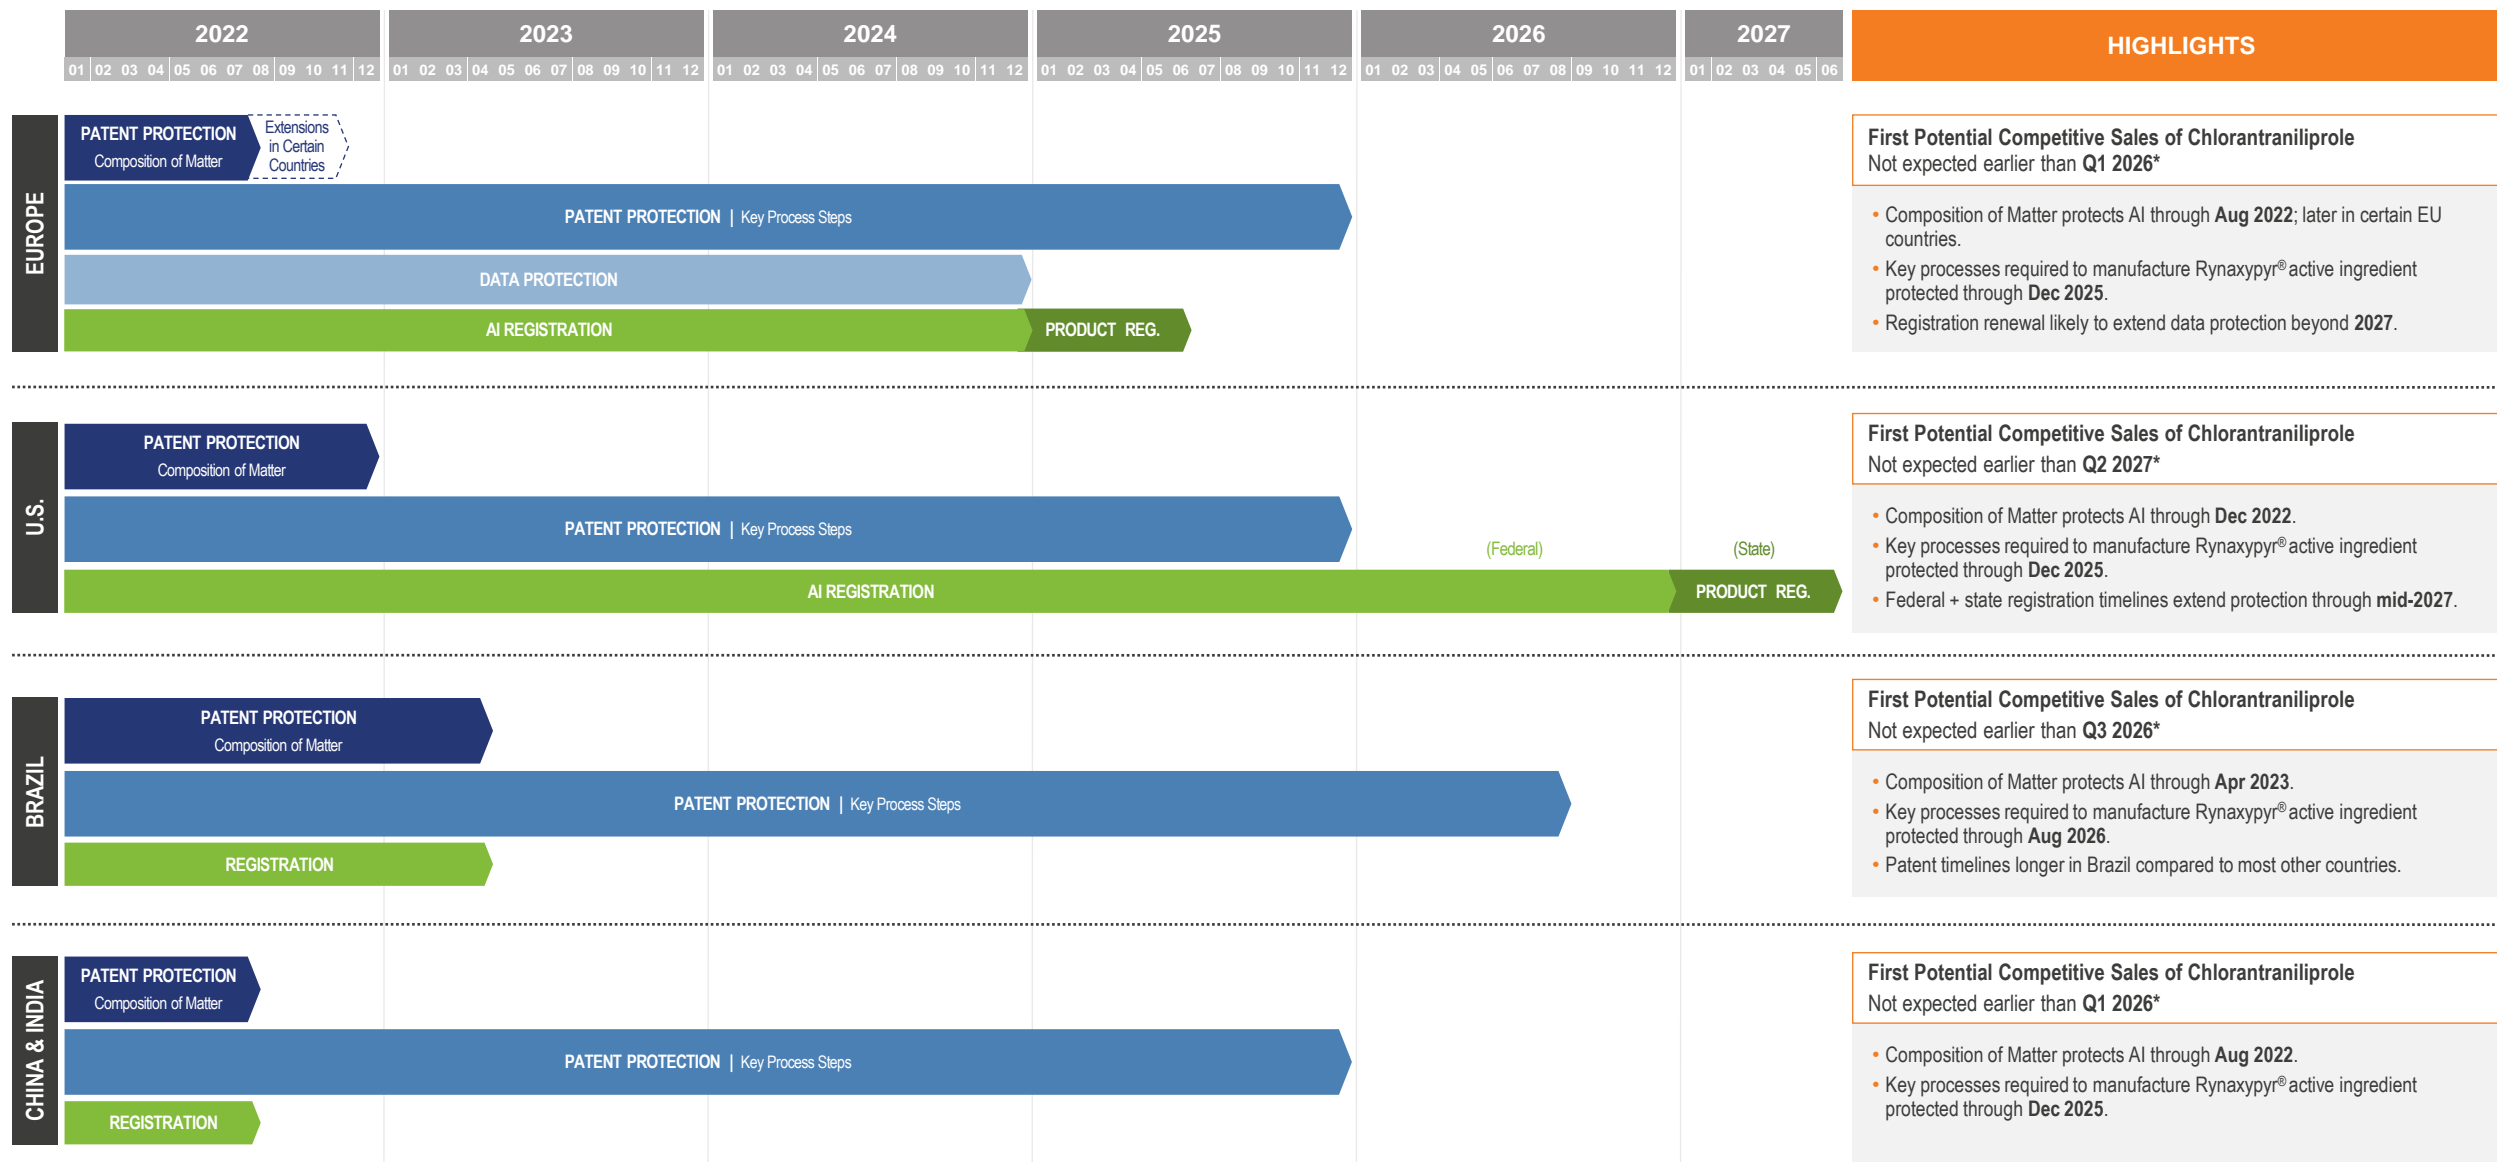 2022 2023 2024 2025 2026 2027 HIGHLIGHTS
01 02 03 04 05 06 07 08 09 10 11 12 01 02 03 04 05 06 07 08 09 10 11 12 01 02 03 04 05 06 07 08 09 10 11 12 01 02 03 04 05 06 07 08 09 10 11 12 01 02 03 04 05 06 07 08 09 10 11 12 01 02 03 04 05 06
EUROPE
PATENT PROTECTION
Composition of Matter
Extensions
in Certain
Countries
PATENT PROTECTION | Key Process Steps
DATA PROTECTION
AI REGISTRATION
PRODUCT REG.
First Potential Competitive Sales of Chlorantraniliprole
Not expected earlier than Q1 2026*
• Composition of Matter protects AI through Aug 2022; later in certain EU
countries.
• Key processes required to manufacture Rynaxypyr® active ingredient
protected through Dec 2025.
• Registration renewal likely to extend data protection beyond 2027.
U.S.
PATENT PROTECTION
Composition of Matter
PATENT PROTECTION | Key Process Steps
(Federal)
(State)
AI REGISTRATION
PRODUCT REG.
First Potential Competitive Sales of Chlorantraniliprole
Not expected earlier than Q2 2027*
• Composition of Matter protects AI through Dec 2022.
• Key processes required to manufacture Rynaxypyr® active ingredient
protected through Dec 2025.
• Federal + state registration timelines extend protection through mid-2027.
BRAZIL
PATENT PROTECTION
Composition of Matter
PATENT PROTECTION | Key Process Steps
REGISTRATION
First Potential Competitive Sales of Chlorantraniliprole
Not expected earlier than Q3 2026*
• Composition of Matter protects AI through Apr 2023.
• Key processes required to manufacture Rynaxypyr® active ingredient
protected through Aug 2026.
• Patent timelines longer in Brazil compared to most other countries.
CHINA & INDIA
PATENT PROTECTION
Composition of Matter
PATENT PROTECTION | Key Process Steps
REGISTRATION
First Potential Competitive Sales of Chlorantraniliprole
Not expected earlier than Q1 2026*
• Composition of Matter protects AI through Aug 2022.
• Key processes required to manufacture Rynaxypyr® active ingredient
protected through Dec 2025.